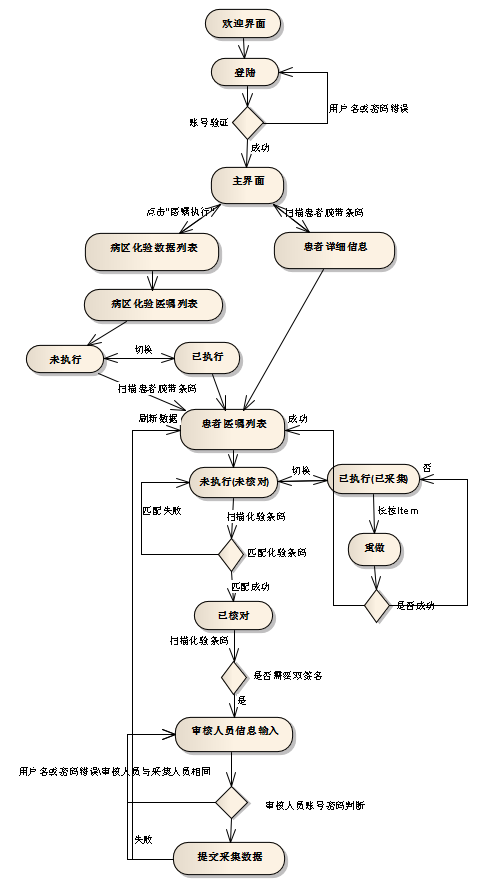 欢迎界面
登陆
用户名或密码错误
账号验证
成功
主界面
点击"医嘱执行"
扫描患者腕带条码
病区化验数据列表
患者详细信息
病区化验医嘱列表
未执行
切换
已执行
扫描患者腕带条码
刷新数据
患者医嘱列表
成功
未执行(未核对)
切换
已执行(已采集)
否
匹配失败
扫描化验条码
长按Item
重做
匹配化验条码
匹配成功
是否成功
已核对
扫描化验条码
是否需要双签名
是
审核人员信息输入
用户名或密码错误\审核人员与采集人员相同
审核人员账号密码判断
失败
提交采集数据